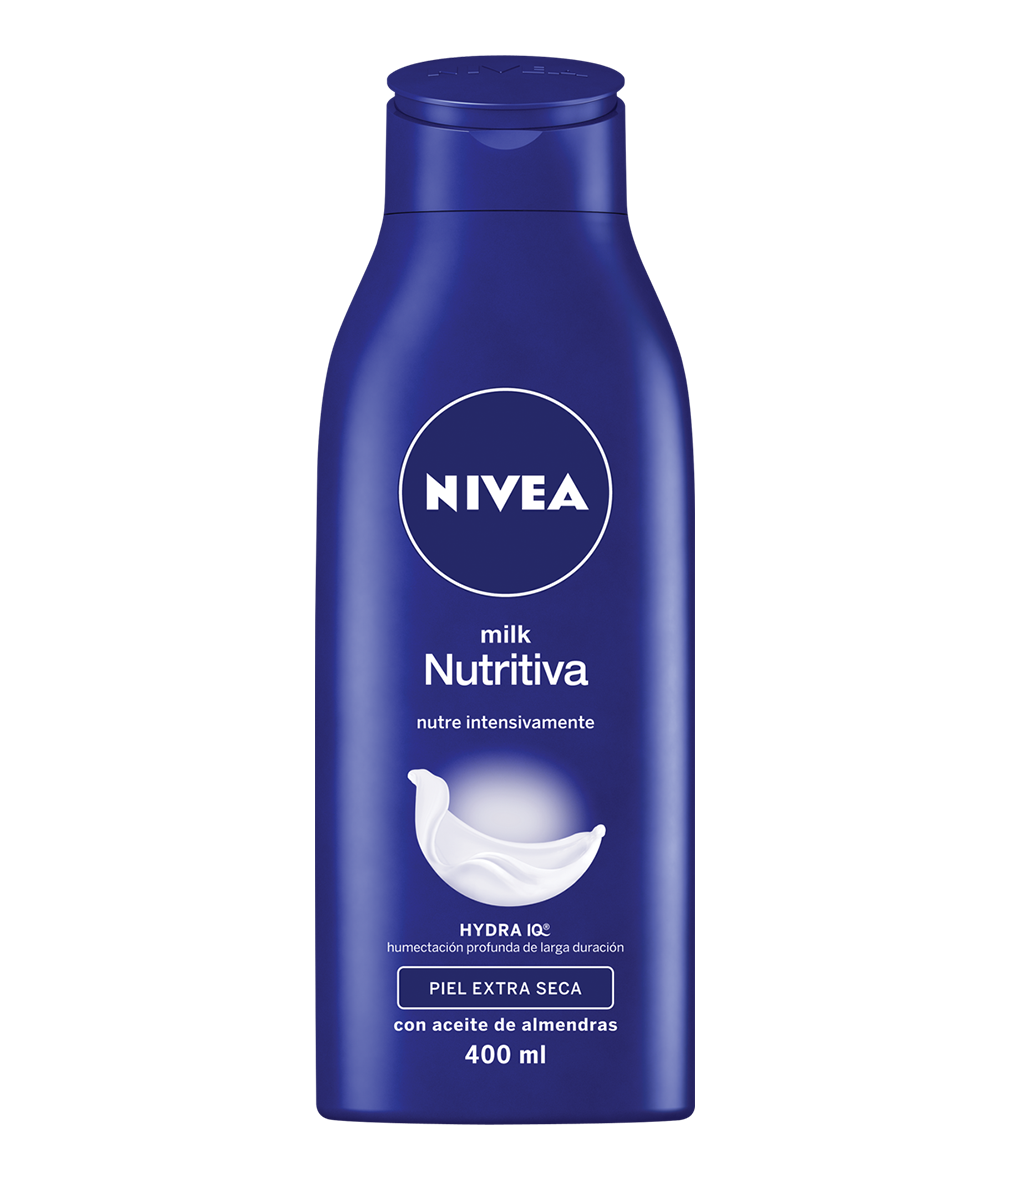 NIVEA
NIVEA
milk
Nutritiva
nutre intensivamente
HYDRA IQ®
humectación profunda de larga duración
PIEL EXTRA SECA
con aceite de almendras
400 ml